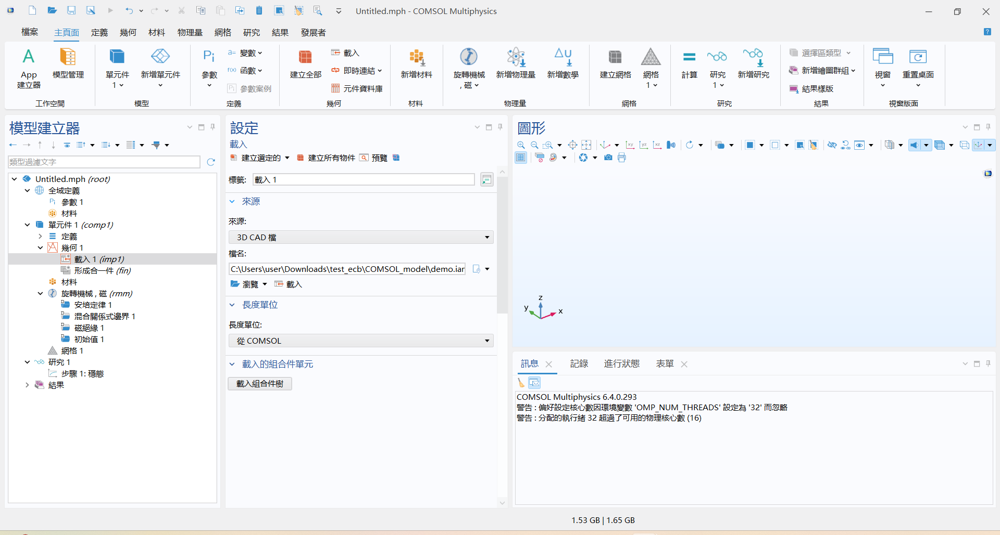 Untitled.mph - COMSOL Multiphysics
檔案 主頁面 定義 幾何 材料 物理量 網格 研究 結果 發展者
App 建立器
模型管理
工作空間
單元件 1
新增單元件
模型
Pi 參數
a= 變數
f(x) 函數
Pi 參數案例
定義
建立全部
載入
即時連結
元件資料庫
幾何
新增材料
材料
旋轉機械 , 磁
新增物理量
ΔU 新增數學
物理量
建立網格
網格 1
網格
計算
研究 1
新增研究
研究
選擇區類型
新增繪圖群組
結果樣版
結果
視窗
重置桌面
視窗版面
模型建立器
類型過濾文字
Untitled.mph (root)
全域定義
Pi 參數 1
材料
單元件 1 (comp1)
定義
幾何 1
載入 1 (imp1)
形成合一件 (fin)
材料
旋轉機械 , 磁 (rmm)
安培定律 1
混合關係式邊界 1
磁絕緣 1
初始值 1
網格 1
研究 1
步驟 1: 穩態
結果
設定
載入
建立選定的 建立所有物件 預覽
標籤: 載入 1
來源
來源:
3D CAD 檔
檔名:
C:\Users\user\Downloads\test_ecb\COMSOL_model\demo.iar
瀏覽 載入
長度單位
長度單位:
從 COMSOL
載入的組合件單元
載入組合件樹
圖形
xy yz xz
z
y
x
訊息 記錄 進行狀態 表單
COMSOL Multiphysics 6.4.0.293
警告 : 偏好設定核心數因環境變數 'OMP_NUM_THREADS' 設定為 '32' 而忽略
警告 : 分配的執行緒 32 超過了可用的物理核心數 (16)
1.53 GB | 1.65 GB